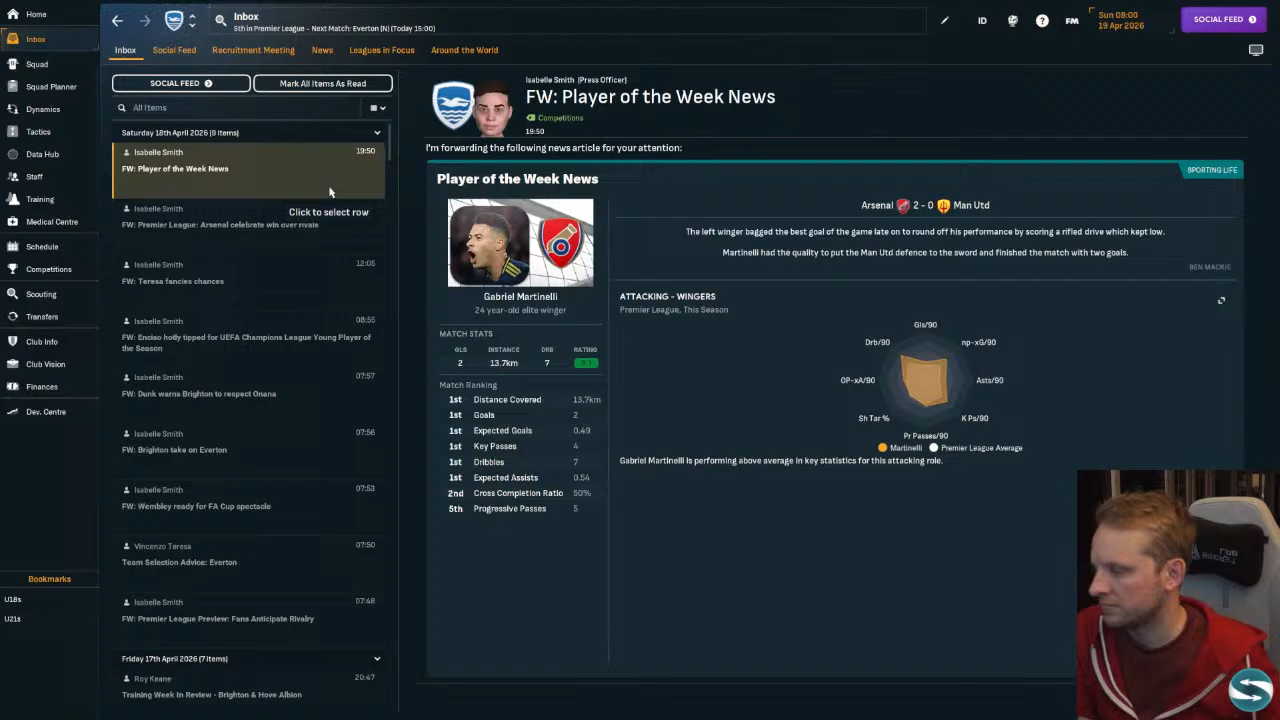 Home
Inbox
Squad
Squad Planner
Dynamics
Tactics
Data Hub
Staff
Training
Medical Centre
Schedule
Competitions
Scouting
Transfers
Club Info
Club Vision
Finances
Dev. Centre
Bookmarks
U18s
U21s
Inbox
5th in Premier League - Next Match: Everton (N) (Today 15:00)
ID
FM
Sun 08:00
19 Apr 2026
SOCIAL FEED
Inbox Social Feed Recruitment Meeting News Leagues in Focus Around the World
SOCIAL FEED
Mark All Items As Read
All Items
Saturday 18th April 2026 (9 Items)
Isabelle Smith 19:50
FW: Player of the Week News
Click to select row
Isabelle Smith
FW: Premier League: Arsenal celebrate win over rivals
Isabelle Smith 12:05
FW: Teresa fancies chances
Isabelle Smith 08:55
FW: Enciso hotly tipped for UEFA Champions League Young Player of
the Season
Isabelle Smith 07:57
FW: Dunk warns Brighton to respect Onana
Isabelle Smith 07:56
FW: Brighton take on Everton
Isabelle Smith 07:53
FW: Wembley ready for FA Cup spectacle
Vincenzo Teresa 07:50
Team Selection Advice: Everton
Isabelle Smith 07:48
FW: Premier League Preview: Fans Anticipate Rivalry
Friday 17th April 2026 (7 Items)
Roy Keane 20:47
Training Week In Review - Brighton & Hove Albion
Isabelle Smith (Press Officer)
FW: Player of the Week News
Competitions
19:50
I'm forwarding the following news article for your attention:
SPORTING LIFE
Player of the Week News
Gabriel Martinelli
24 year-old elite winger
MATCH STATS
GLS DISTANCE DRB RATING
2 13.7km 7
Match Ranking
1st Distance Covered 13.7km
1st Goals 2
1st Expected Goals 0.49
1st Key Passes 4
1st Dribbles 7
1st Expected Assists 0.54
2nd Cross Completion Ratio 50%
5th Progressive Passes 5
Arsenal 2 - 0 Man Utd
The left winger bagged the best goal of the game late on to round off his performance by scoring a rifled drive which kept low.
Martinelli had the quality to put the Man Utd defence to the sword and finished the match with two goals.
BEN MACKIE
ATTACKING - WINGERS
Premier League, This Season
Gls/90
Drb/90 np-xG/90
OP-xA/90 Asts/90
Sh Tar % K Ps/90
Pr Passes/90
Martinelli Premier League Average
Gabriel Martinelli is performing above average in key statistics for this attacking role.